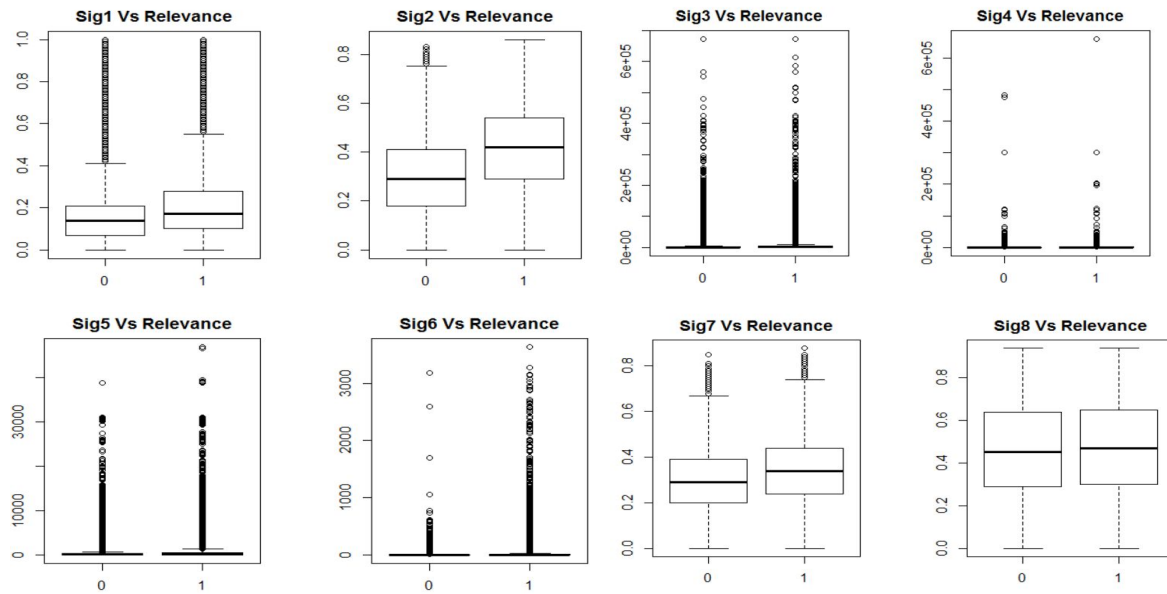 Sig1 Vs Relevance
1.0
0.8
0.6
0.4
0.2
0.0
0 1
Sig2 Vs Relevance
0.8
0.6
0.4
0.2
0.0
0 1
Sig3 Vs Relevance
6e+05
4e+05
2e+05
0e+00
0 1
Sig4 Vs Relevance
6e+05
4e+05
2e+05
0e+00
0 1
Sig5 Vs Relevance
30000
10000
0
0 1
Sig6 Vs Relevance
3000
2000
1000
0
0 1
Sig7 Vs Relevance
0.8
0.6
0.4
0.2
0.0
0 1
Sig8 Vs Relevance
0.8
0.6
0.4
0.2
0.0
0 1